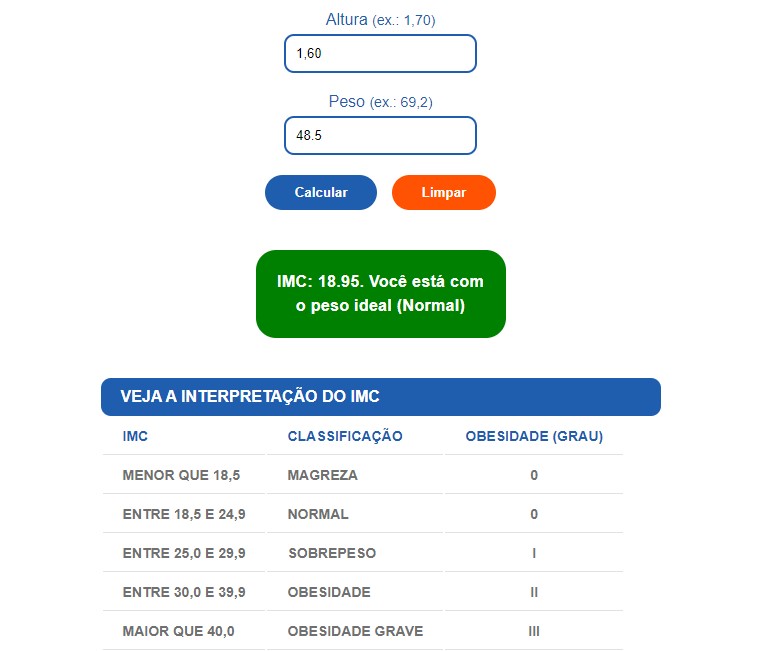 Altura (ex.: 1,70)
1,60
Peso (ex.: 69,2)
48.5
Calcular Limpar
IMC: 18.95. Você está com
o peso ideal (Normal)
VEJA A INTERPRETAÇÃO DO IMC
IMC CLASSIFICAÇÃO OBESIDADE (GRAU)
MENOR QUE 18,5 MAGREZA 0
ENTRE 18,5 E 24,9 NORMAL 0
ENTRE 25,0 E 29,9 SOBREPESO I
ENTRE 30,0 E 39,9 OBESIDADE II
MAIOR QUE 40,0 OBESIDADE GRAVE III